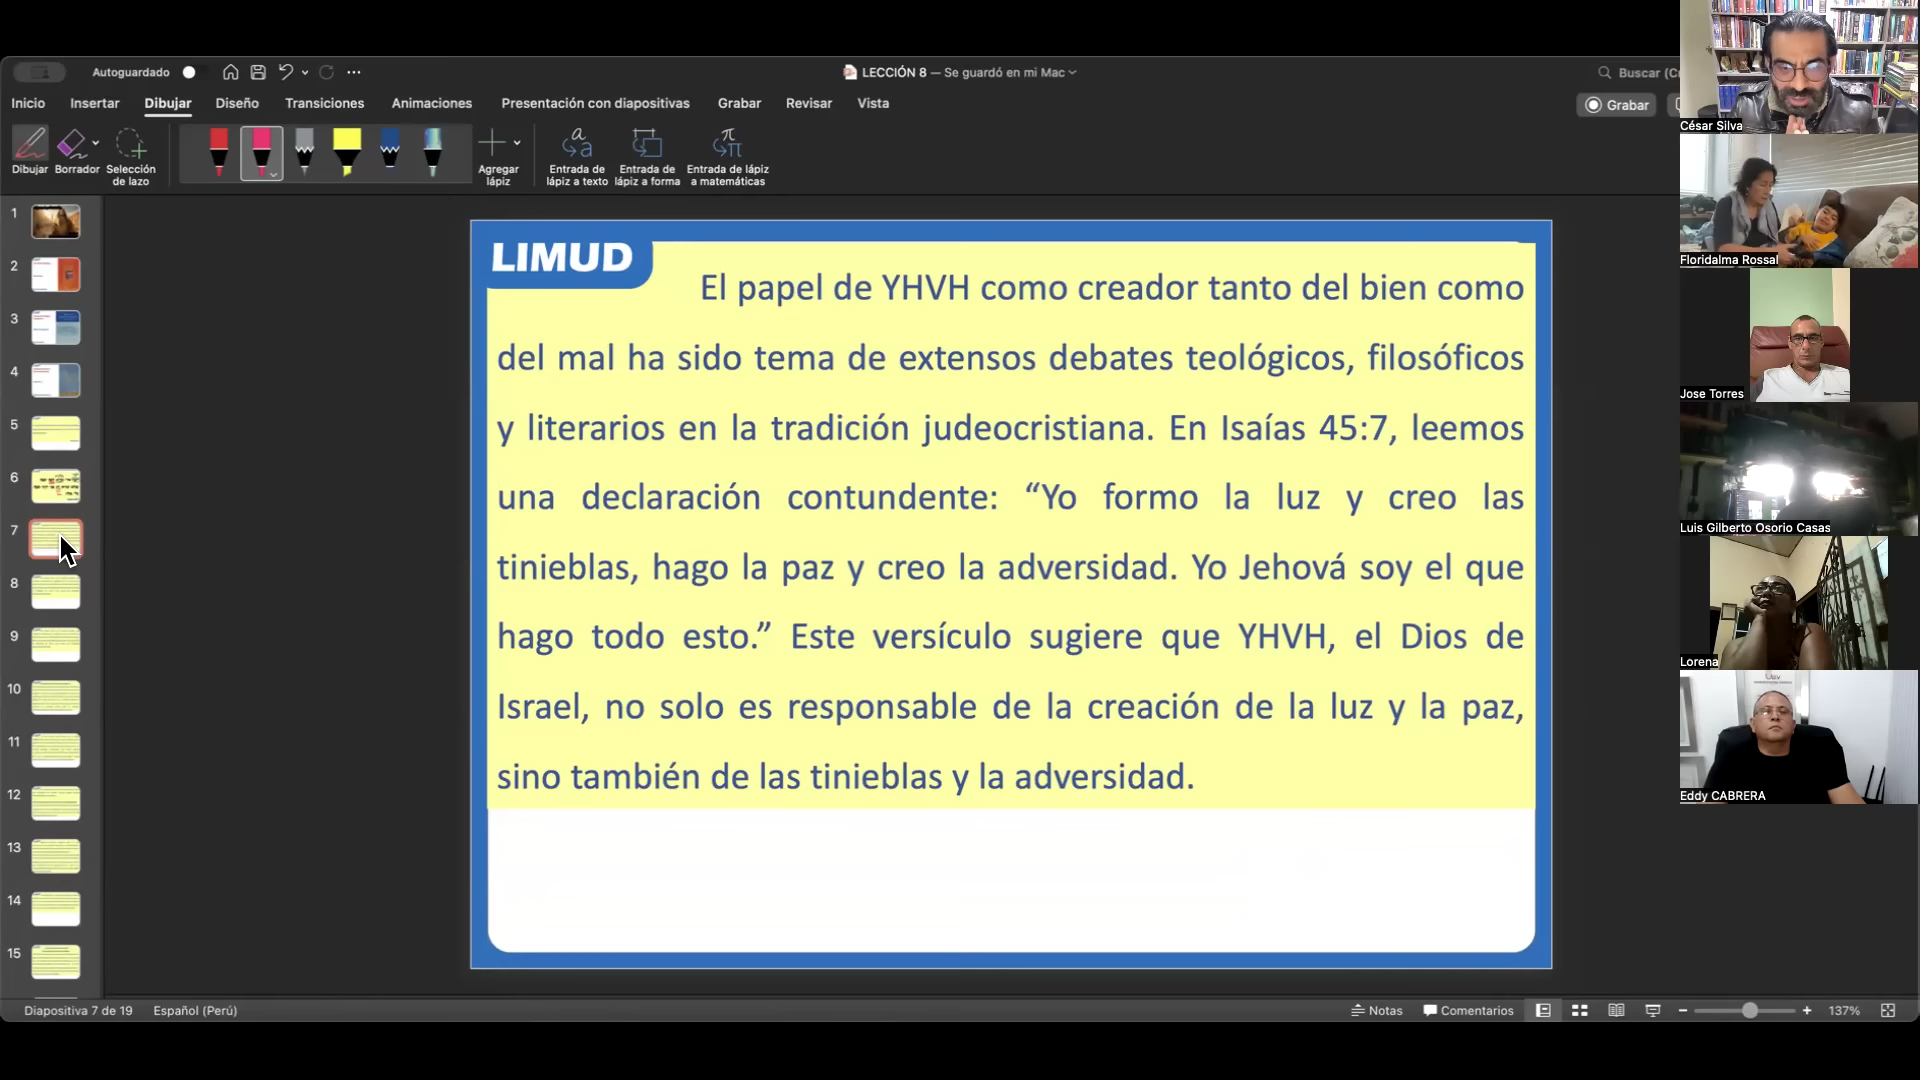 Autoguardado
LECCIÓN 8 — Se guardó en mi Mac
Buscar (C
Inicio Insertar Dibujar Diseño Transiciones Animaciones Presentación con diapositivas Grabar Revisar Vista
Grabar
Dibujar Borrador Selección de lazo
Agregar lápiz
Entrada de lápiz a texto
Entrada de lápiz a forma
Entrada de lápiz a matemáticas
1
2
3
4
5
6
7
8
9
10
11
12
13
14
15
LIMUD
El papel de YHVH como creador tanto del bien como
del mal ha sido tema de extensos debates teológicos, filosóficos
y literarios en la tradición judeocristiana. En Isaías 45:7, leemos
una declaración contundente: “Yo formo la luz y creo las
tinieblas, hago la paz y creo la adversidad. Yo Jehová soy el que
hago todo esto.” Este versículo sugiere que YHVH, el Dios de
Israel, no solo es responsable de la creación de la luz y la paz,
sino también de las tinieblas y la adversidad.
Diapositiva 7 de 19 Español (Perú)
Notas Comentarios 137%
César Silva
Floridalma Rossal
Jose Torres
Luis Gilberto Osorio Casas
Lorena
Eddy CABRERA